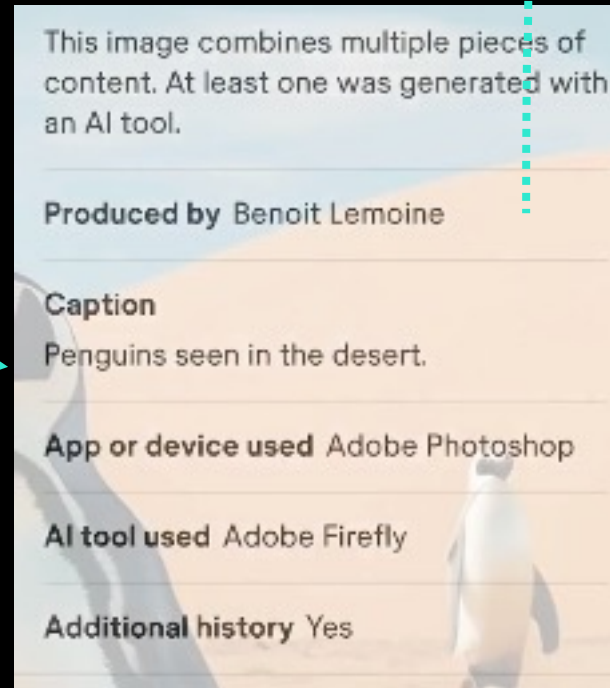 This image combines multiple pieces of
content. At least one was generated with
an AI tool.
Produced by Benoit Lemoine
Caption
Penguins seen in the desert.
App or device used Adobe Photoshop
AI tool used Adobe Firefly
Additional history Yes